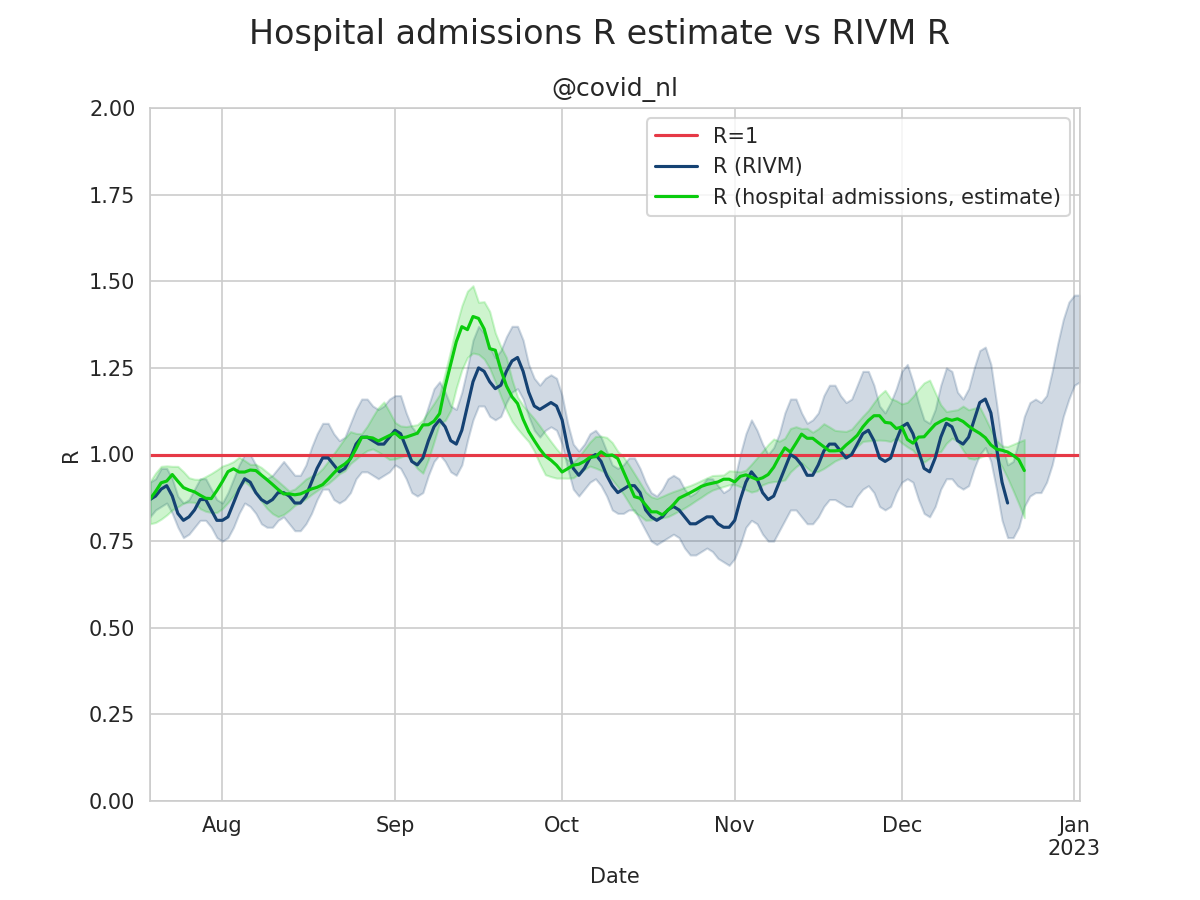 Hospital admissions R estimate vs RIVM R
@covid_nl
2.00
1.75
1.50
1.25
1.00
0.75
0.50
0.25
0.00
R
R=1
R (RIVM)
R (hospital admissions, estimate)
Aug Sep Oct Nov Dec Jan
2023
Date